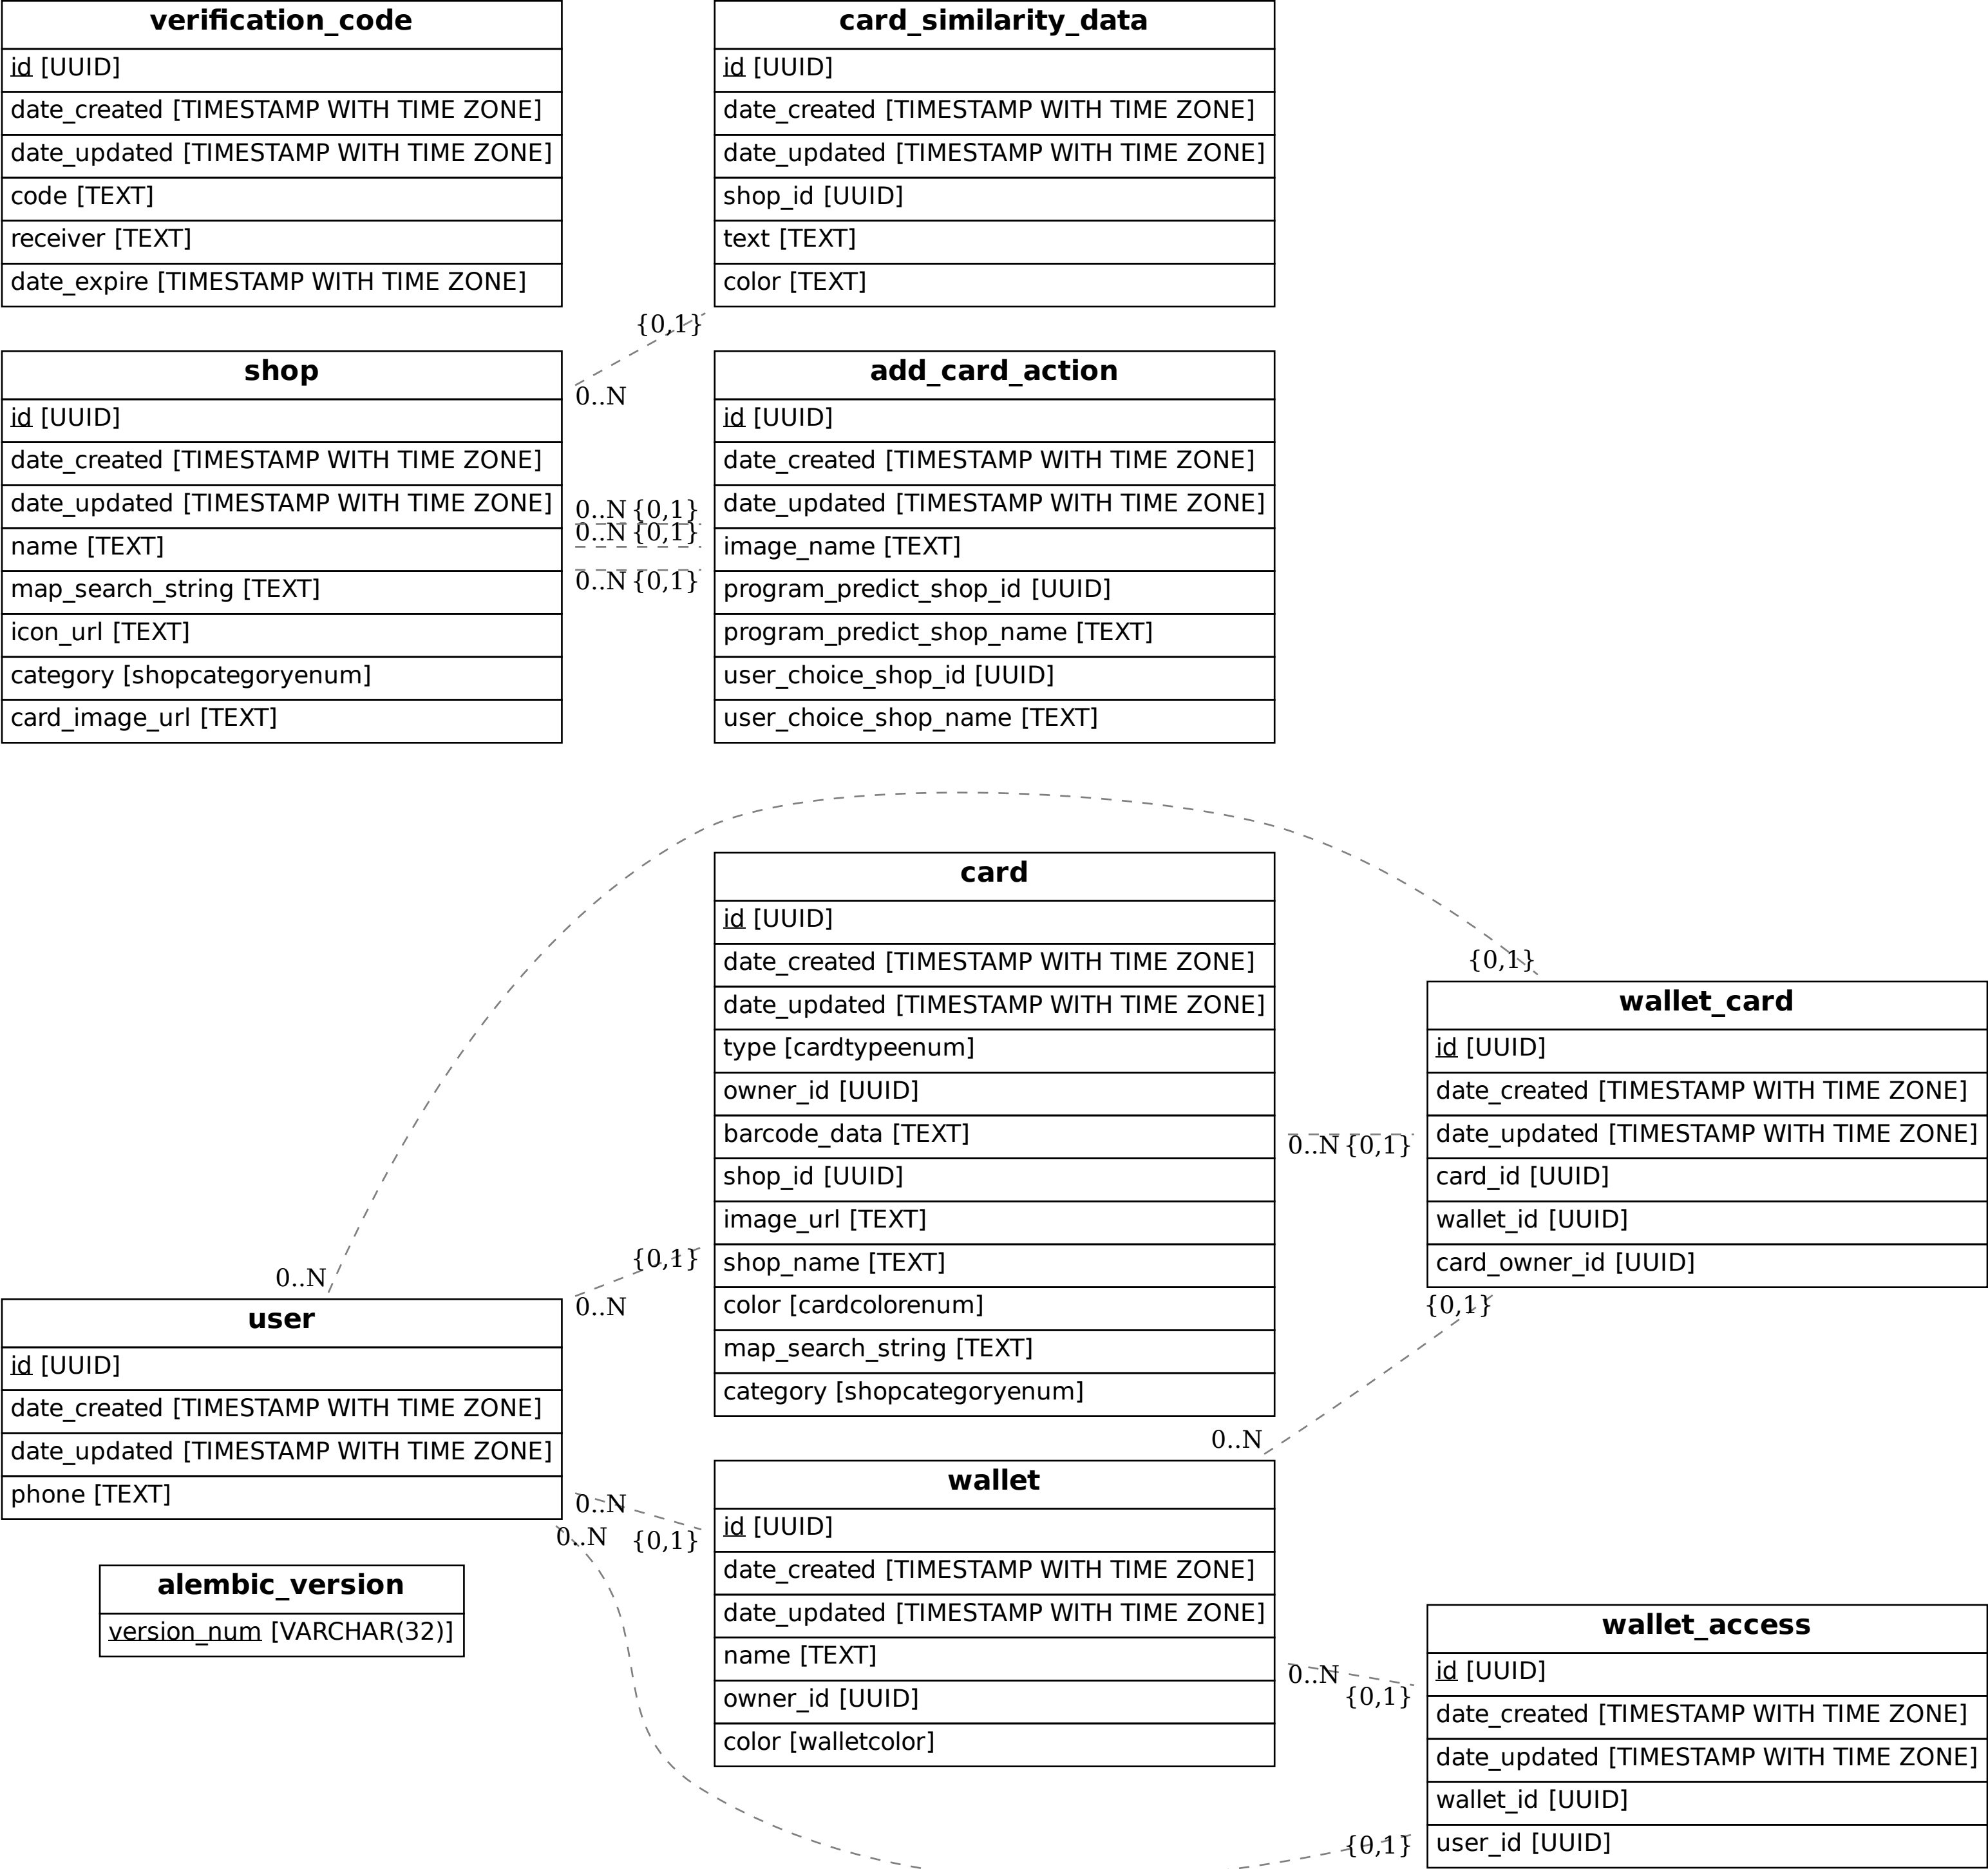 verification_code
id [UUID]
date_created [TIMESTAMP WITH TIME ZONE]
date_updated [TIMESTAMP WITH TIME ZONE]
code [TEXT]
receiver [TEXT]
date_expire [TIMESTAMP WITH TIME ZONE]
card_similarity_data
id [UUID]
date_created [TIMESTAMP WITH TIME ZONE]
date_updated [TIMESTAMP WITH TIME ZONE]
shop_id [UUID]
text [TEXT]
color [TEXT]
{0,1}
0..N
shop
id [UUID]
date_created [TIMESTAMP WITH TIME ZONE]
date_updated [TIMESTAMP WITH TIME ZONE]
name [TEXT]
map_search_string [TEXT]
icon_url [TEXT]
category [shopcategoryenum]
card_image_url [TEXT]
0..N {0,1}
0..N {0,1}
0..N {0,1}
add_card_action
id [UUID]
date_created [TIMESTAMP WITH TIME ZONE]
date_updated [TIMESTAMP WITH TIME ZONE]
image_name [TEXT]
program_predict_shop_id [UUID]
program_predict_shop_name [TEXT]
user_choice_shop_id [UUID]
user_choice_shop_name [TEXT]
card
id [UUID]
date_created [TIMESTAMP WITH TIME ZONE]
date_updated [TIMESTAMP WITH TIME ZONE]
type [cardtypeenum]
owner_id [UUID]
barcode_data [TEXT]
shop_id [UUID]
image_url [TEXT]
shop_name [TEXT]
color [cardcolorenum]
map_search_string [TEXT]
category [shopcategoryenum]
{0,1}
wallet_card
id [UUID]
date_created [TIMESTAMP WITH TIME ZONE]
date_updated [TIMESTAMP WITH TIME ZONE]
card_id [UUID]
wallet_id [UUID]
card_owner_id [UUID]
0..N {0,1}
{0,1}
0..N
0..N
{0,1}
0..N
user
id [UUID]
date_created [TIMESTAMP WITH TIME ZONE]
date_updated [TIMESTAMP WITH TIME ZONE]
phone [TEXT]
0..N
{0,1}
0..N
alembic_version
version_num [VARCHAR(32)]
wallet
id [UUID]
date_created [TIMESTAMP WITH TIME ZONE]
date_updated [TIMESTAMP WITH TIME ZONE]
name [TEXT]
owner_id [UUID]
color [walletcolor]
0..N
{0,1}
{0,1}
wallet_access
id [UUID]
date_created [TIMESTAMP WITH TIME ZONE]
date_updated [TIMESTAMP WITH TIME ZONE]
wallet_id [UUID]
user_id [UUID]